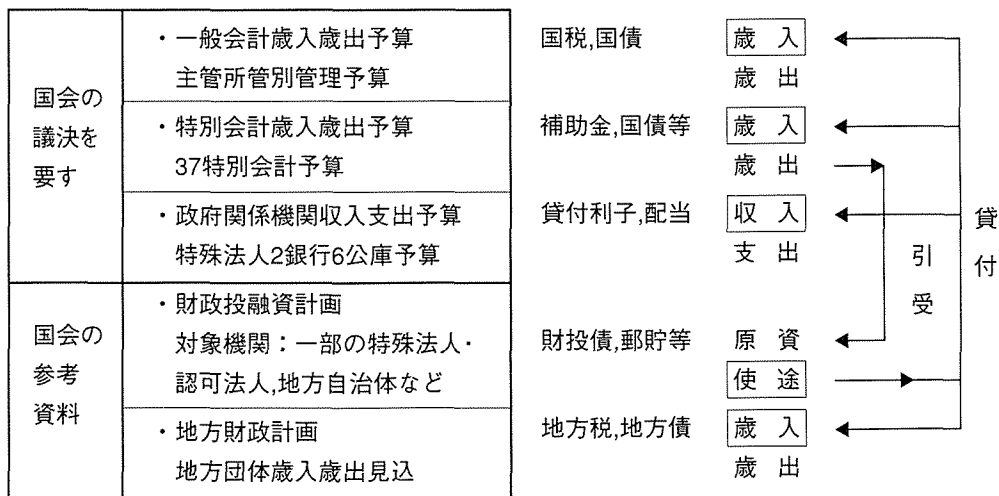 国会の
議決を
要す
・一般会計歳入歳出予算
主管所管別管理予算
国税,国債
歳 入
歳 出
・特別会計歳入歳出予算
37特別会計予算
補助金,国債等
歳 入
歳 出
・政府関係機関収入支出予算
特殊法人2銀行6公庫予算
貸付利子,配当
収 入
支 出
国会の
参考
資料
・財政投融資計画
対象機関：一部の特殊法人・
認可法人,地方自治体など
財投債,郵貯等
原 資
使 途
・地方財政計画
地方団体歳入歳出見込
地方税,地方債
歳 入
歳 出
引受
貸付